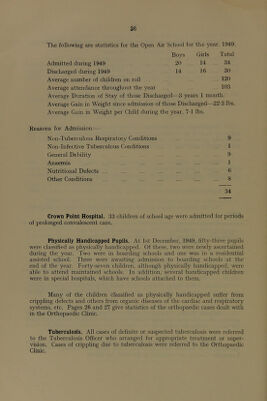 26
The following are statistics for the Open Air School for the year, 1949.
Boys Girls Total
Admitted during 1949 20 14 34
Discharged during 1949 14 16 30
Average number of children on roll 120
Average attendance throughout the year 103
Average Duration of Stay of those Discharged—3 years 1 month.
Average Gain in Weight since admission of those Discharged—22·3 lbs.
Average Gain in Weight per Child during the year, 7·1 lbs.
Reasons for Admission—
Non-Tuberculous Respiratory Conditions 9
Non-Infective Tuberculous Conditions 1
General Debility 9
Anaemia 1
Nutritional Defects 6
Other Conditions 8
34
Crown Point Hospital. 33 children of school age were admitted for periods
of prolonged convalescent care.
Physically Handicapped Pupils. At 1st December, 1949, fifty-three pupils
were classified as physically handicapped. Of these, two were newly ascertained
during the year. Two were in boarding schools and one was in a residential
assisted school. Three were awaiting admission to boarding schools at the
end of the year. Forty-seven children, although physically handicapped, were
able to attend maintained schools. In addition, several handicapped children
were in special hospitals, which have schools attached to them.
Many of the children classified as physically handicapped suffer from
crippling defects and others from organic diseases of the cardiac and respiratory
systems, etc. Pages 26 and 27 give statistics of the orthopaedic cases dealt with
in the Orthopaedic Clinic.
Tuberculosis. All cases of definite or suspected tuberculosis were referred
to the Tuberculosis Officer who arranged for appropriate treatment or super-
vision. Cases of crippling due to tuberculosis were referred to the Orthopaedic
Clinic.